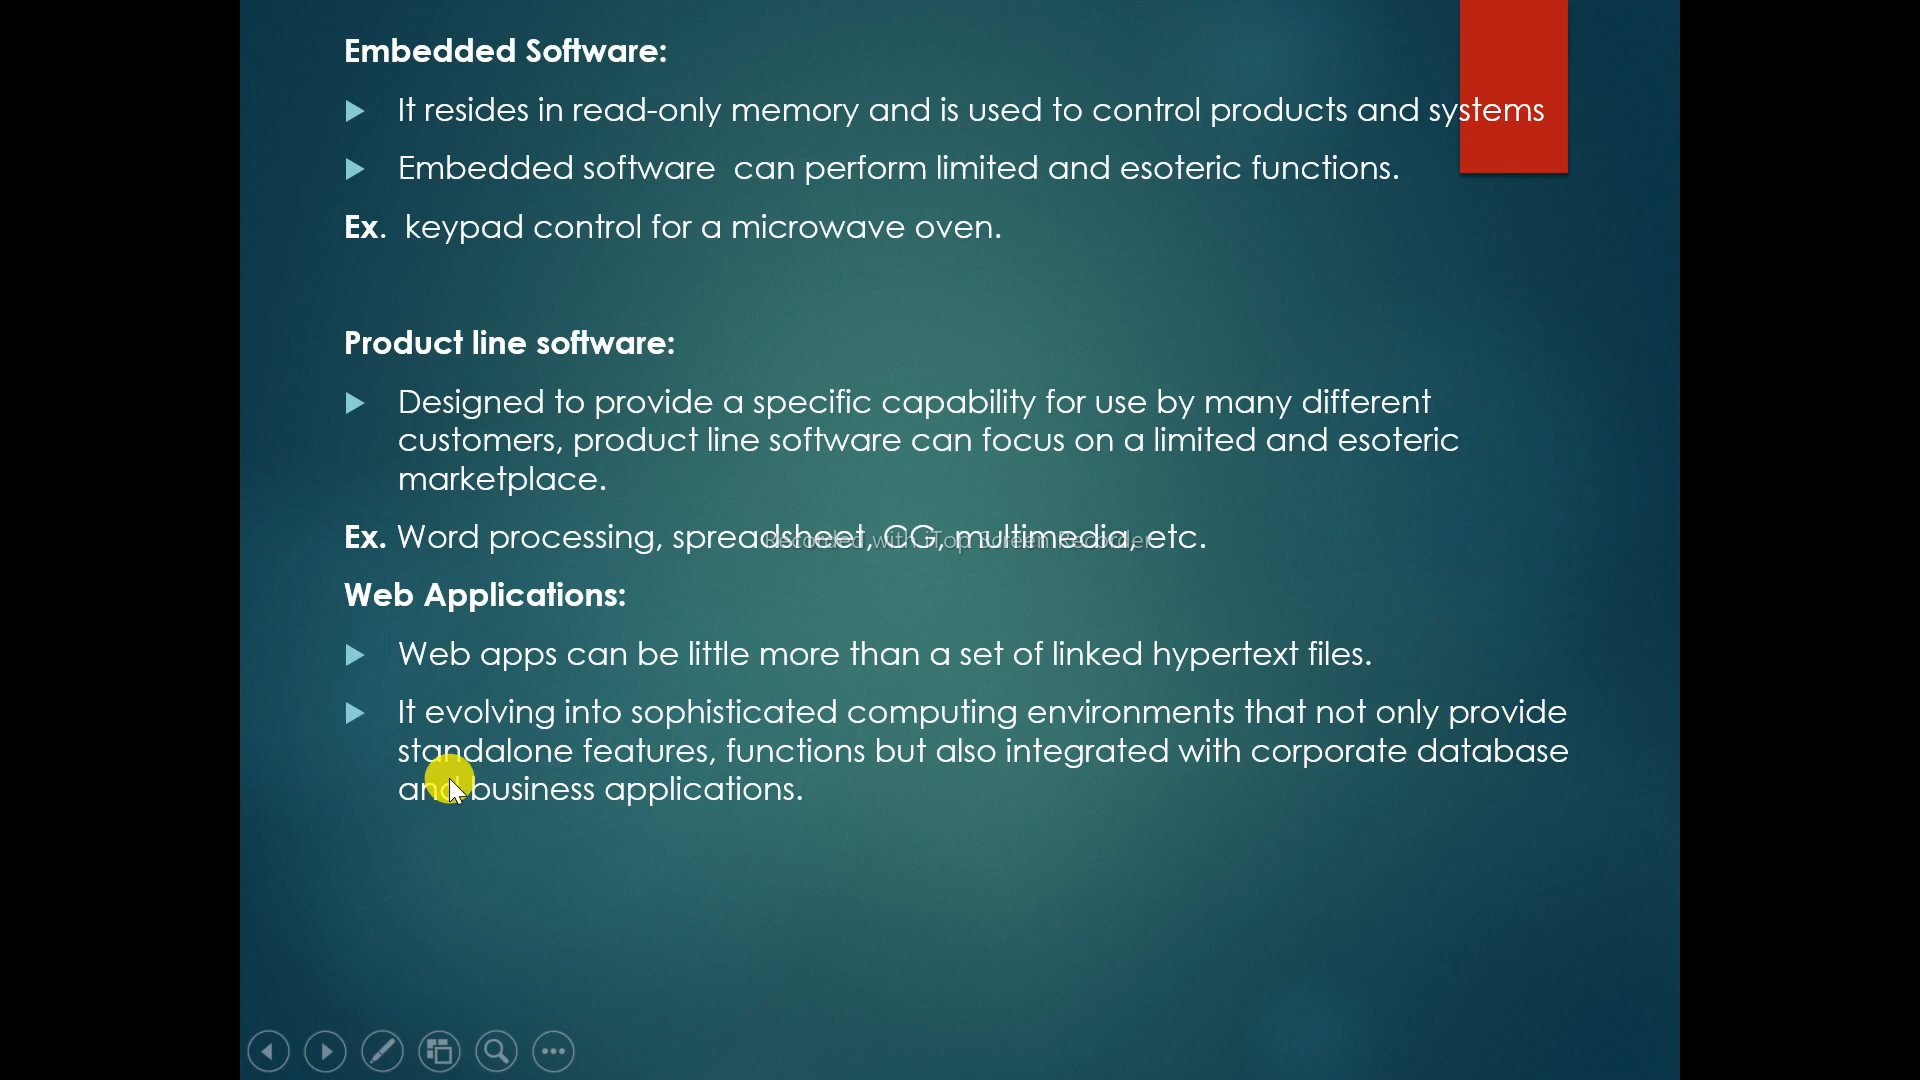 Embedded Software:
It resides in read-only memory and is used to control products and systems
Embedded software can perform limited and esoteric functions.
Ex. keypad control for a microwave oven.
Product line software:
Designed to provide a specific capability for use by many different
customers, product line software can focus on a limited and esoteric
marketplace.
Ex. Word processing, spreadsheet, CG, multimedia, etc.
Recorded with iTop Screen Recorder
Web Applications:
Web apps can be little more than a set of linked hypertext files.
It evolving into sophisticated computing environments that not only provide
standalone features, functions but also integrated with corporate database
and business applications.